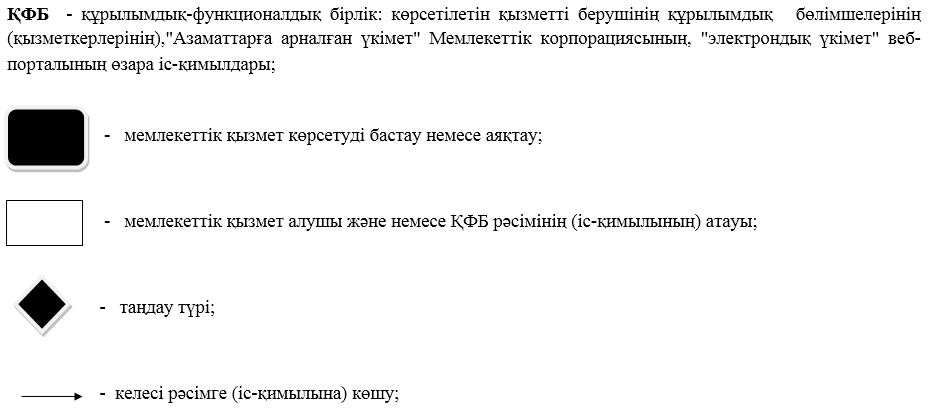 ҚФБ - құрылымдық-функционалдық бірлік: көрсетілетін қызметті берушінің құрылымдық бөлімшелерінің
(қызметкерлерінің),"Азаматтарға арналған үкімет" Мемлекеттік корпорациясының, "электрондық үкімет" веб-
порталының өзара іс-қимылдары;
- мемлекеттік қызмет көрсетуді бастау немесе аяқтау;
- мемлекеттік қызмет алушы және немесе ҚФБ рәсімінің (іс-қимылының) атауы;
- таңдау түрі;
- келесі рәсімге (іс-қимылына) көшу;